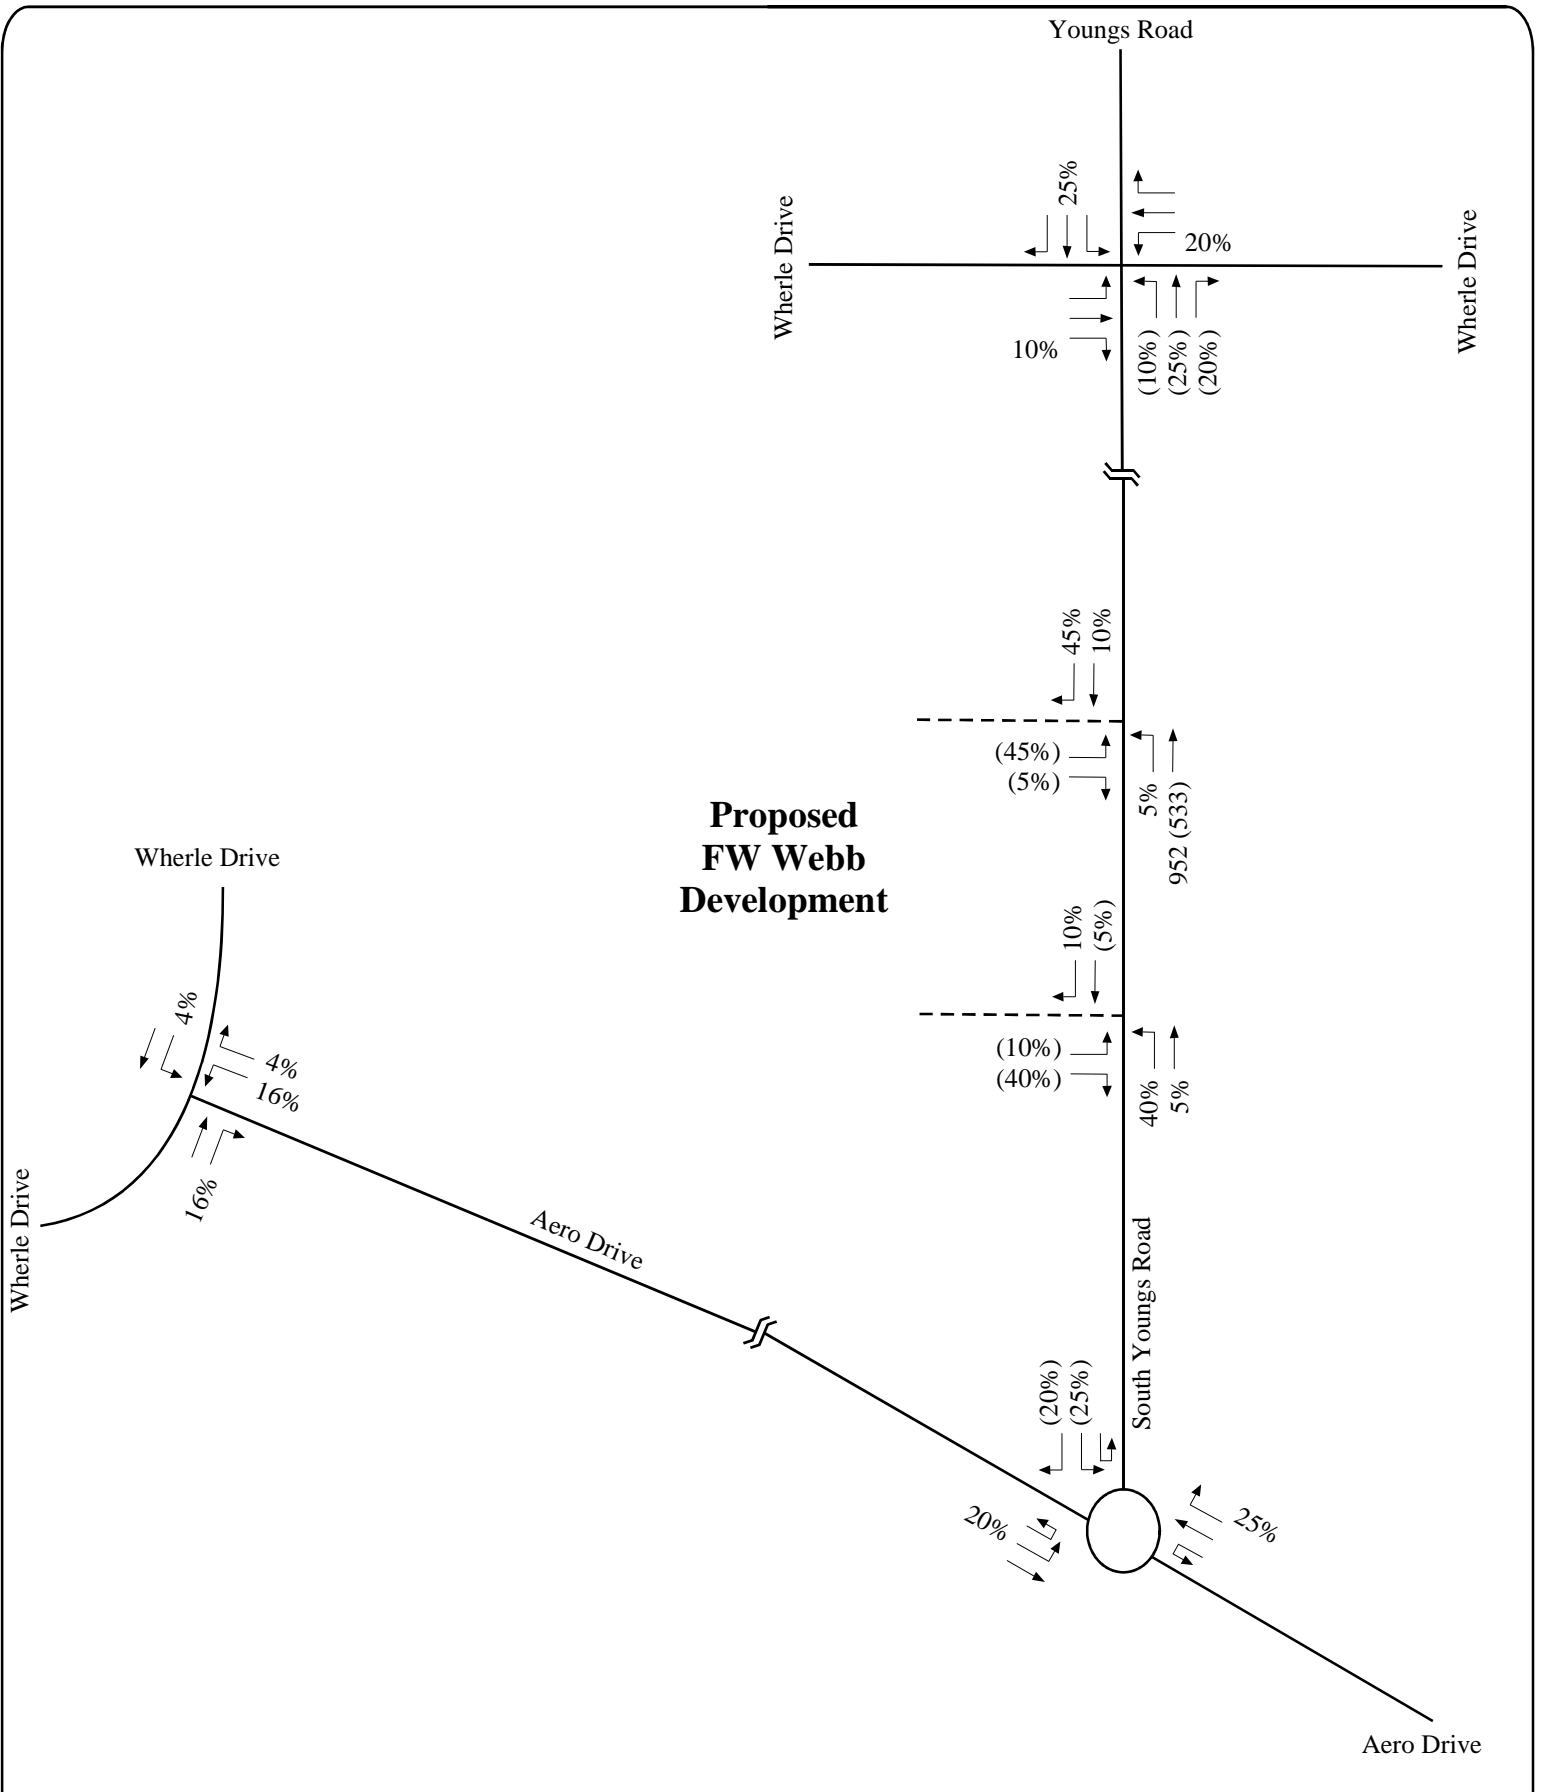 Youngs Road
25%
20%
Wherle Drive
Wherle Drive
10%
(10%)
(25%)
(20%)
45%
10%
(45%)
(5%)
5%
952 (533)
Proposed
FW Webb
Development
10%
(5%)
(10%)
(40%)
40%
5%
Wherle Drive
4%
4%
16%
16%
Wherle Drive
Aero Drive
South Youngs Road
(20%)
(25%)
20%
25%
Aero Drive